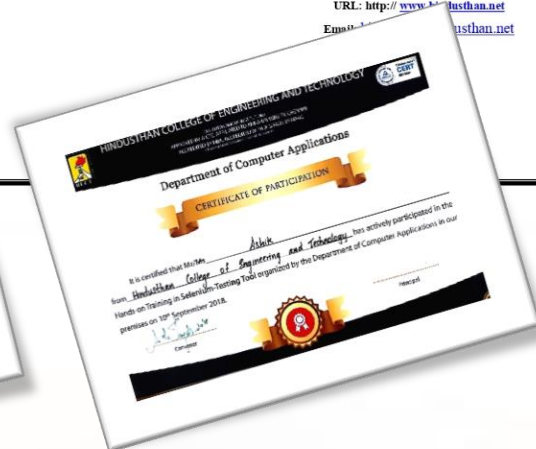 URL: http:// www.hindusthan.net
Email: usthan.net
HINDUSTHAN COLLEGE OF ENGINEERING AND TECHNOLOGY
CERT
Department of Computer Applications
CERTIFICATE OF PARTICIPATION
It is certified that Mr/Ms Ashik
from Hindusthan College of Engineering and Technology has actively participated in the
Hands-on Training in Selenium-Testing Tool organized by the Department of Computer Applications in our
premises on 10th September 2018.
Convenor
Principal